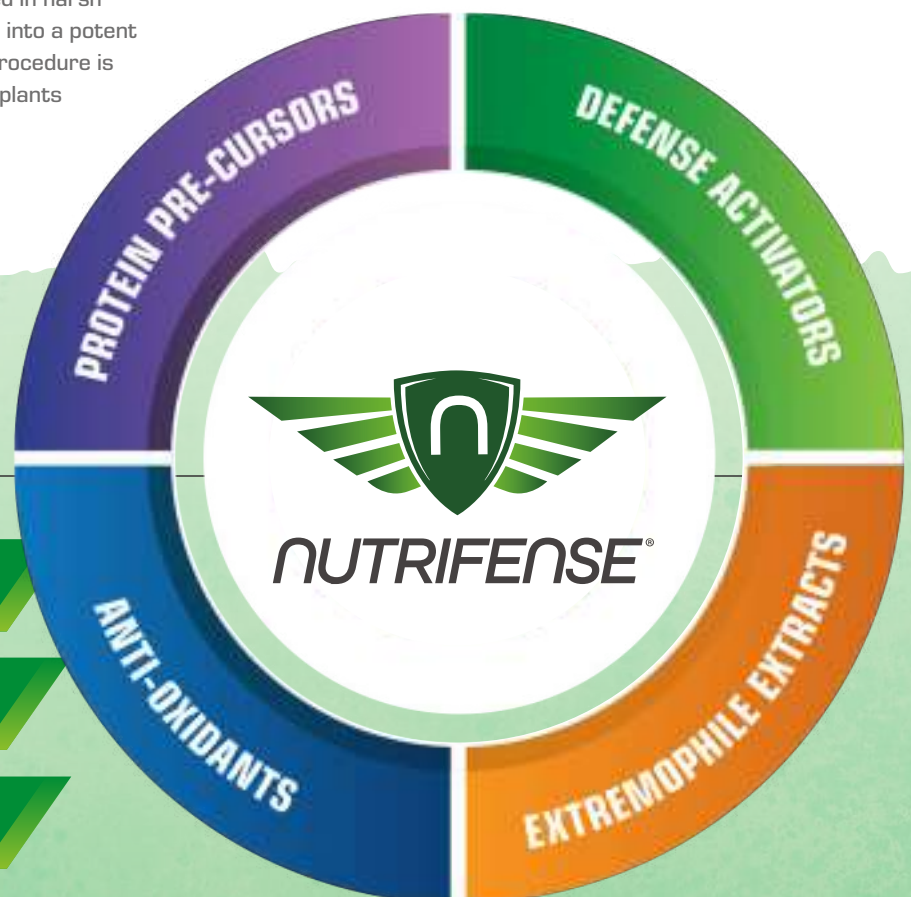 into a potent
rocedure is
plants
PROTEIN PRE-CURSORS
DEFENSE ACTIVATORS
n
NUTRIFENSE®
ANTI-OXIDANTS
EXTREMOPHILE EXTRACTS